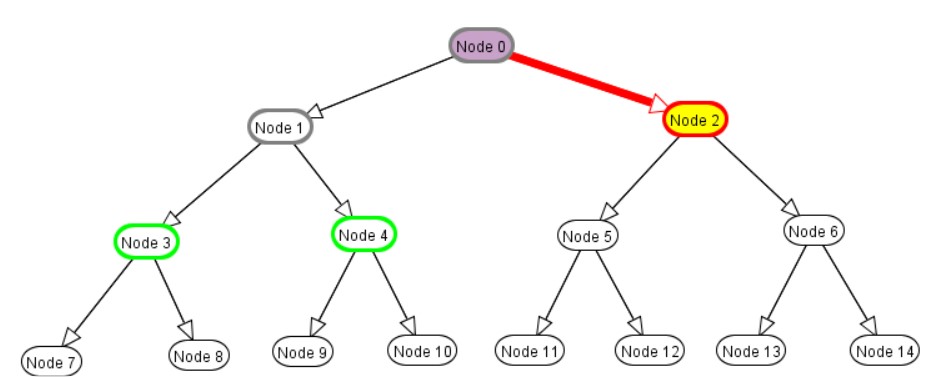 Node 0
Node 1
Node 2
Node 3
Node 4
Node 5
Node 6
Node 7
Node 8
Node 9
Node 10
Node 11
Node 12
Node 13
Node 14